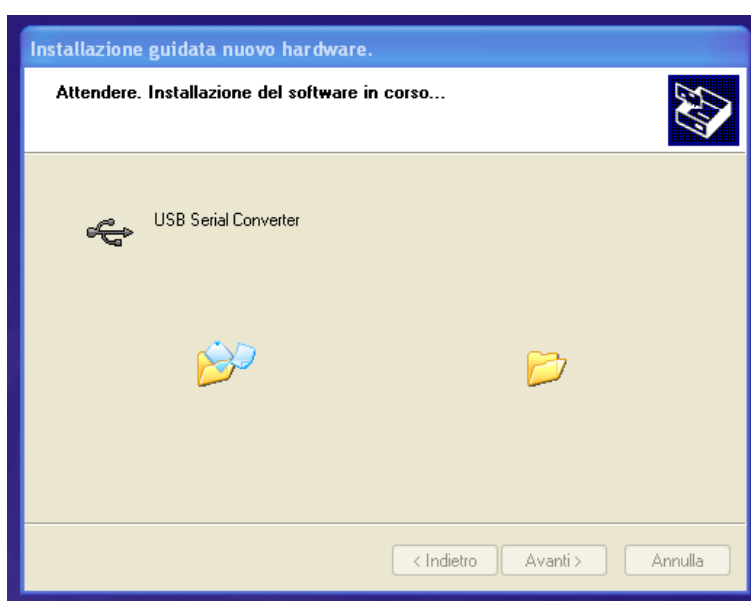 Installazione guidata nuovo hardware.
Attendere. Installazione del software in corso...
USB Serial Converter
< Indietro
Avanti >
Annulla